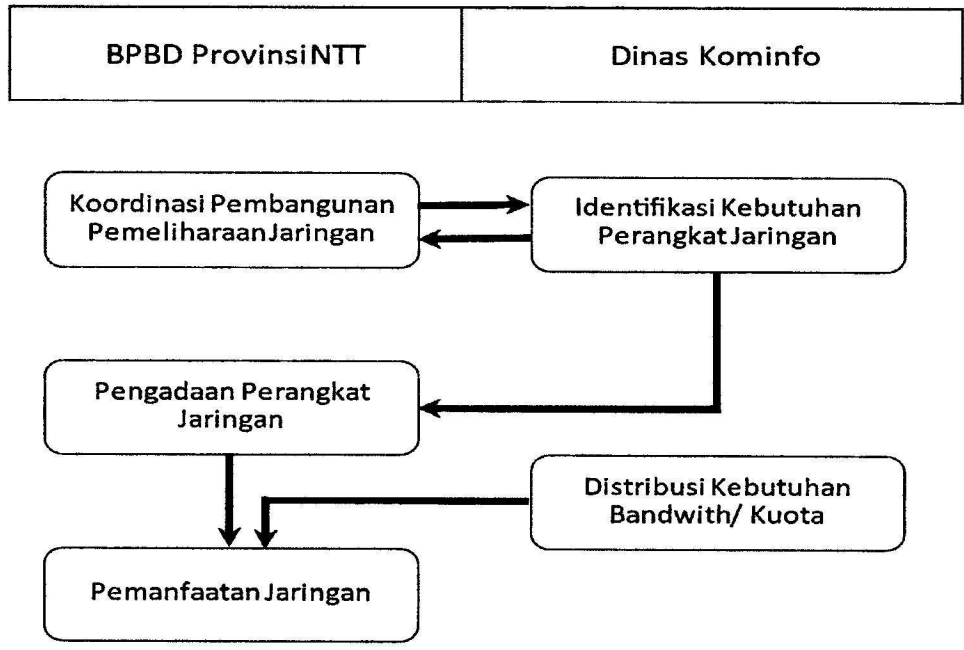 BPBD ProvinsiNTT
Dinas Kominfo
Koordinasi Pembangunan
PemeliharaanJaringan
Identifikasi Kebutuhan
PerangkatJaringan
Pengadaan Perangkat
Jaringan
Distribusi Kebutuhan
Bandwith/ Kuota
PemanfaatanJaringan